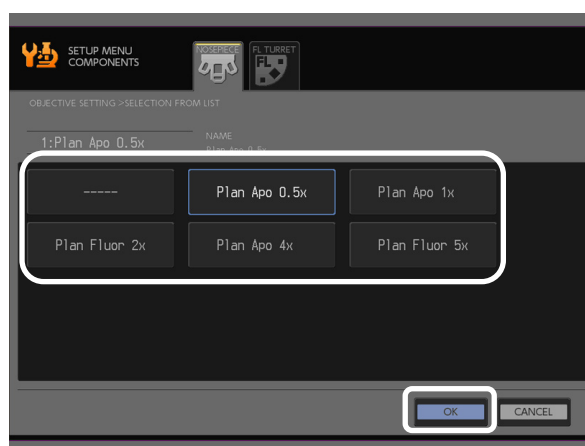 SETUP MENU
COMPONENTS
NOSEPIECE
FL TURRET
FL
OBJECTIVE SETTING >SELECTION FROM LIST
1:Plan Apo 0.5x
NAME
Plan Apo 0.5x
-----
Plan Apo 0.5x
Plan Apo 1x
Plan Fluor 2x
Plan Apo 4x
Plan Fluor 5x
OK
CANCEL